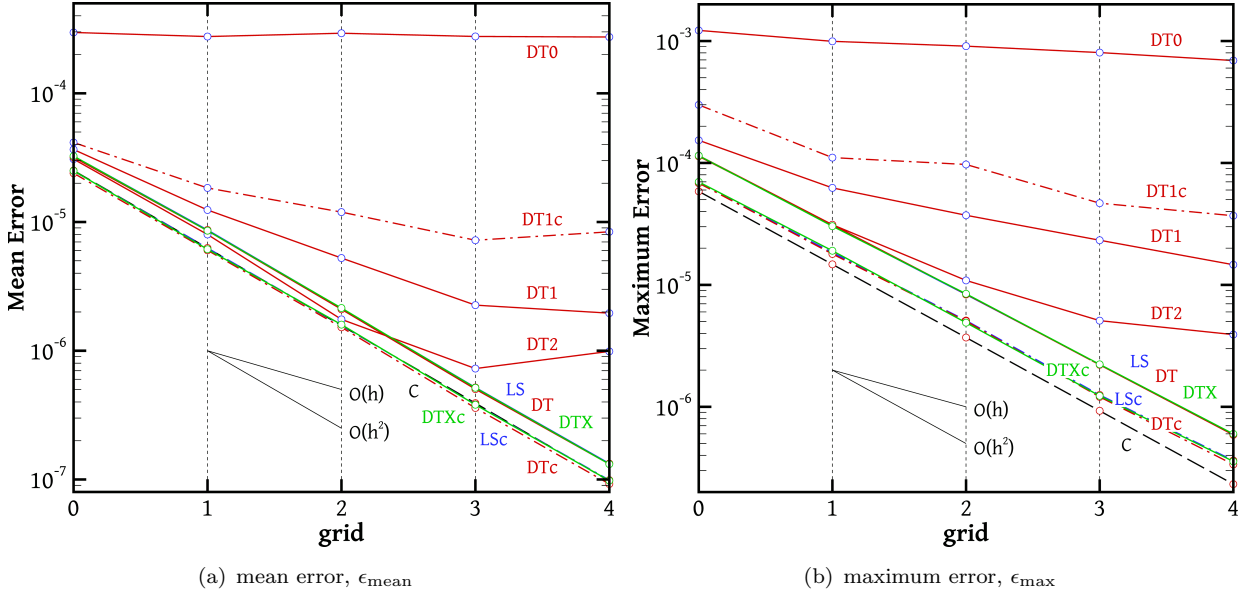 10⁻⁴
10⁻⁵
10⁻⁶
10⁻⁷
Mean Error
DT0
DT1c
DT1
DT2
C
LS
DT
DTX
DTXc
LSc
DTc
O(h)
O(h²)
0 1 2 3 4
grid
10⁻³
10⁻⁴
10⁻⁵
10⁻⁶
Maximum Error
DT0
DT1c
DT1
DT2
LS
DT
DTX
DTXc
LSc
DTc
C
O(h)
O(h²)
0 1 2 3 4
grid
(a) mean error, ϵmean
(b) maximum error, ϵmax